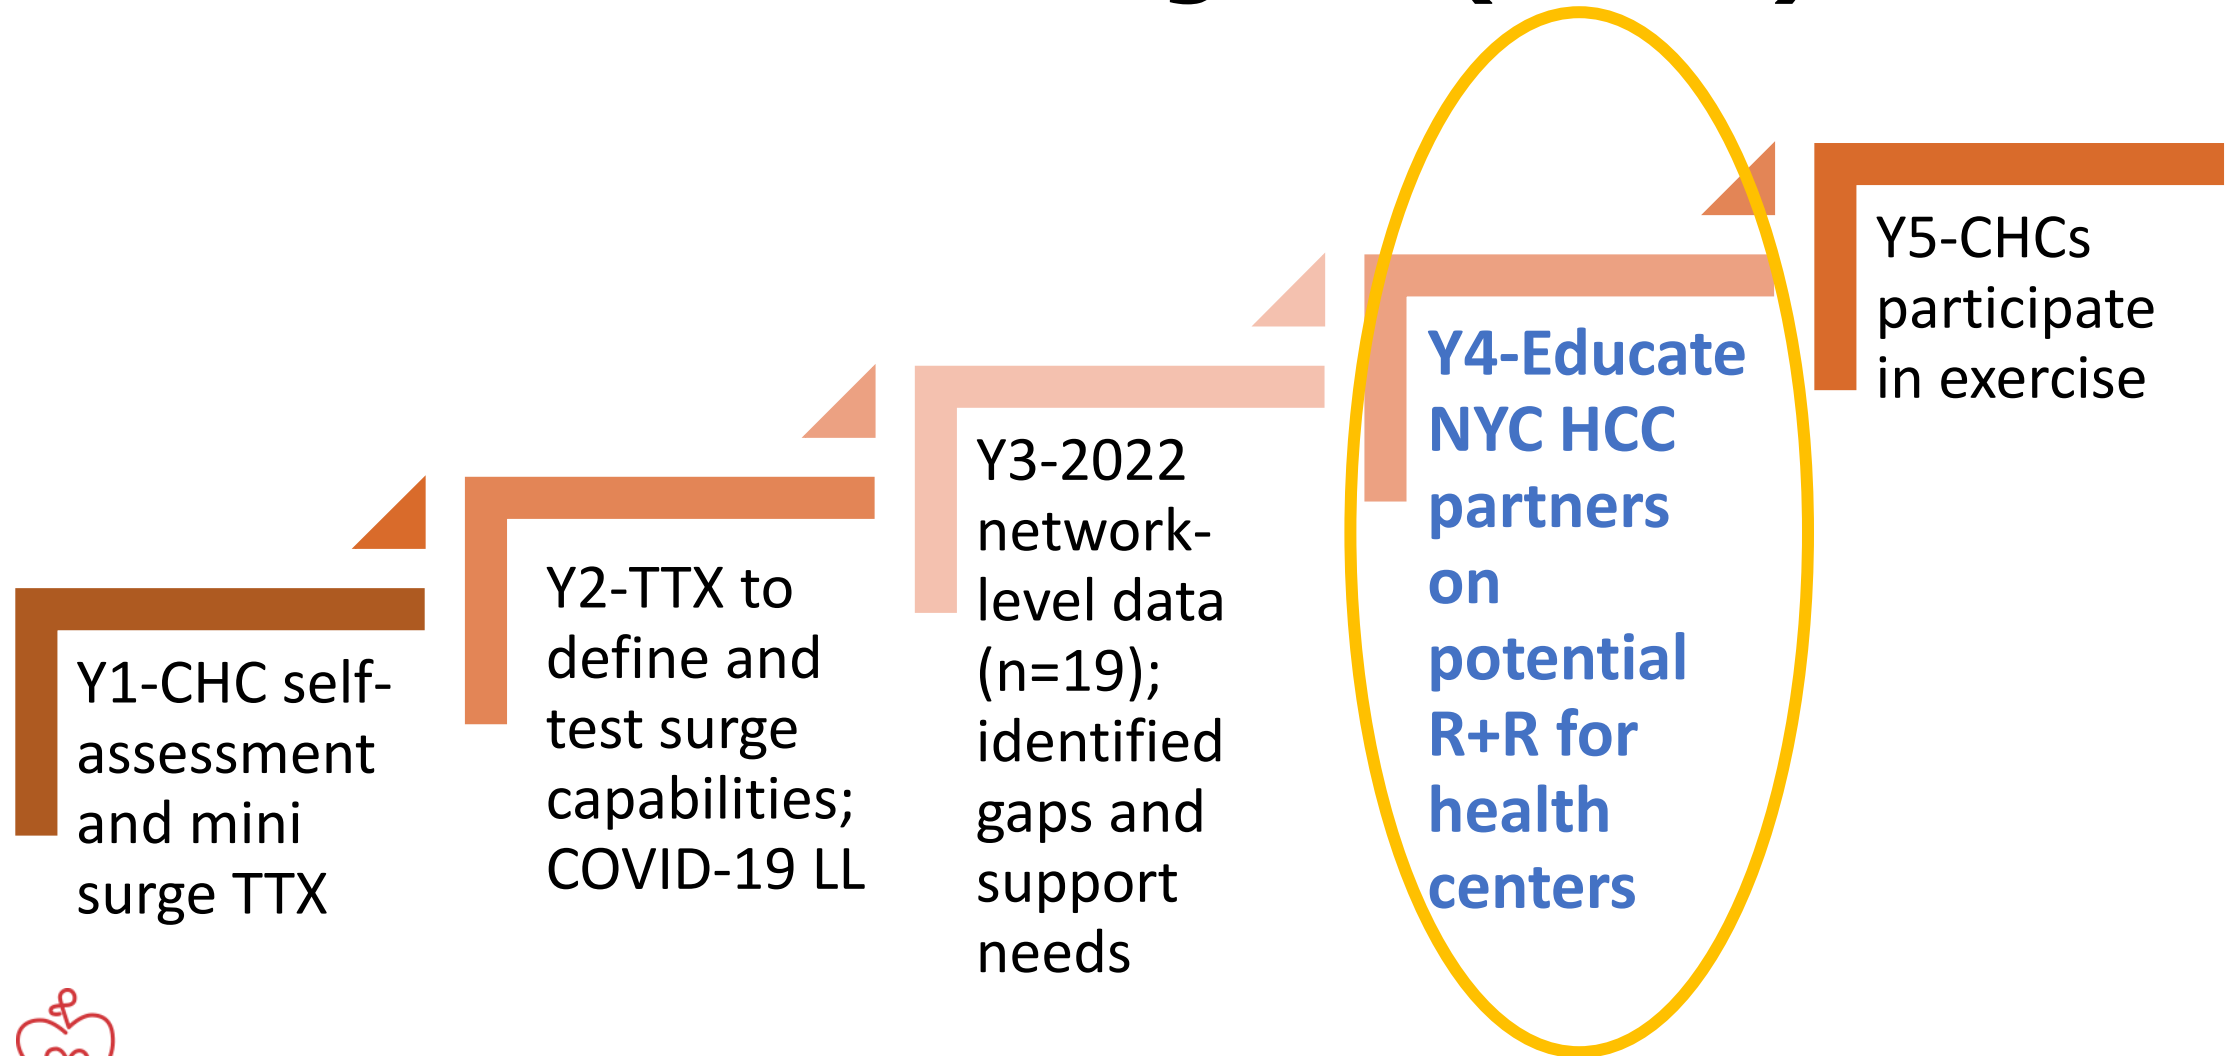 Y1-CHC self-
assessment
and mini
surge TTX
Y2-TTX to
define and
test surge
capabilities;
COVID-19 LL
Y3-2022
network-
level data
(n=19);
identified
gaps and
support
needs
Y4-Educate
NYC HCC
partners
on
potential
R+R for
health
centers
Y5-CHCs
participate
in exercise